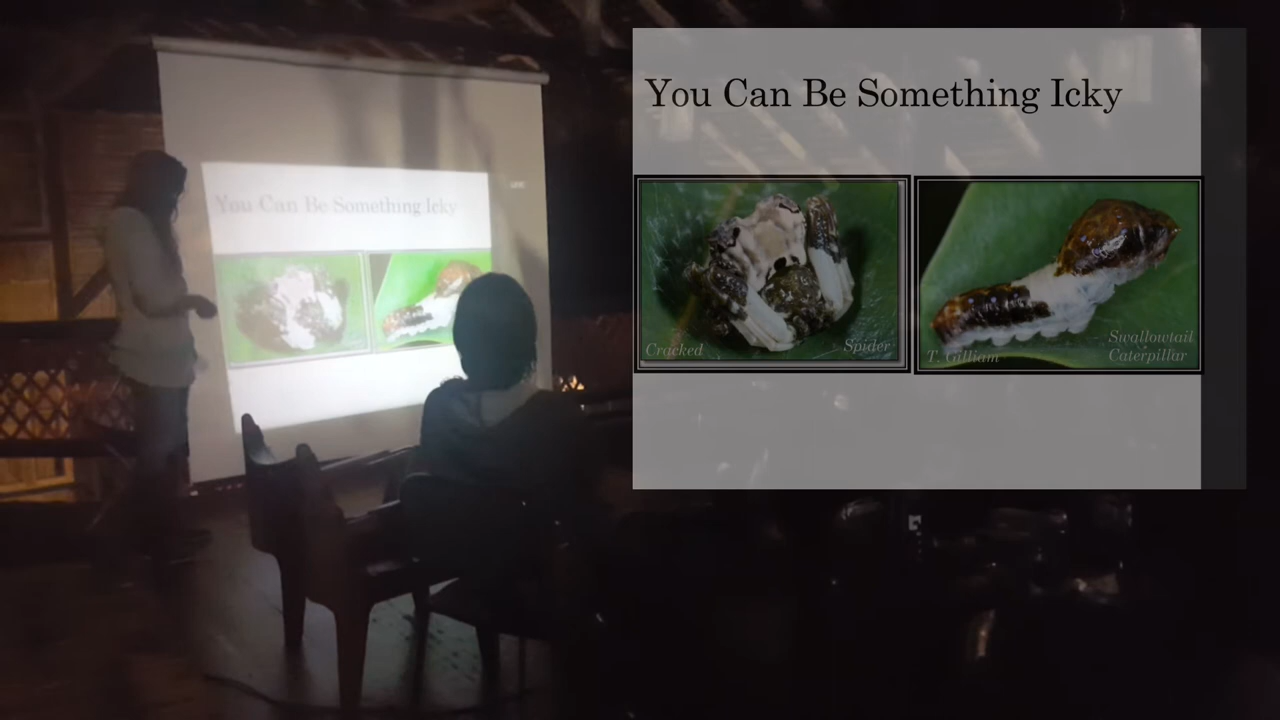 You Can Be Something Icky
You Can Be Something Icky
Cracked
Spider
T. Gilliam
Swallowtail
Caterpillar